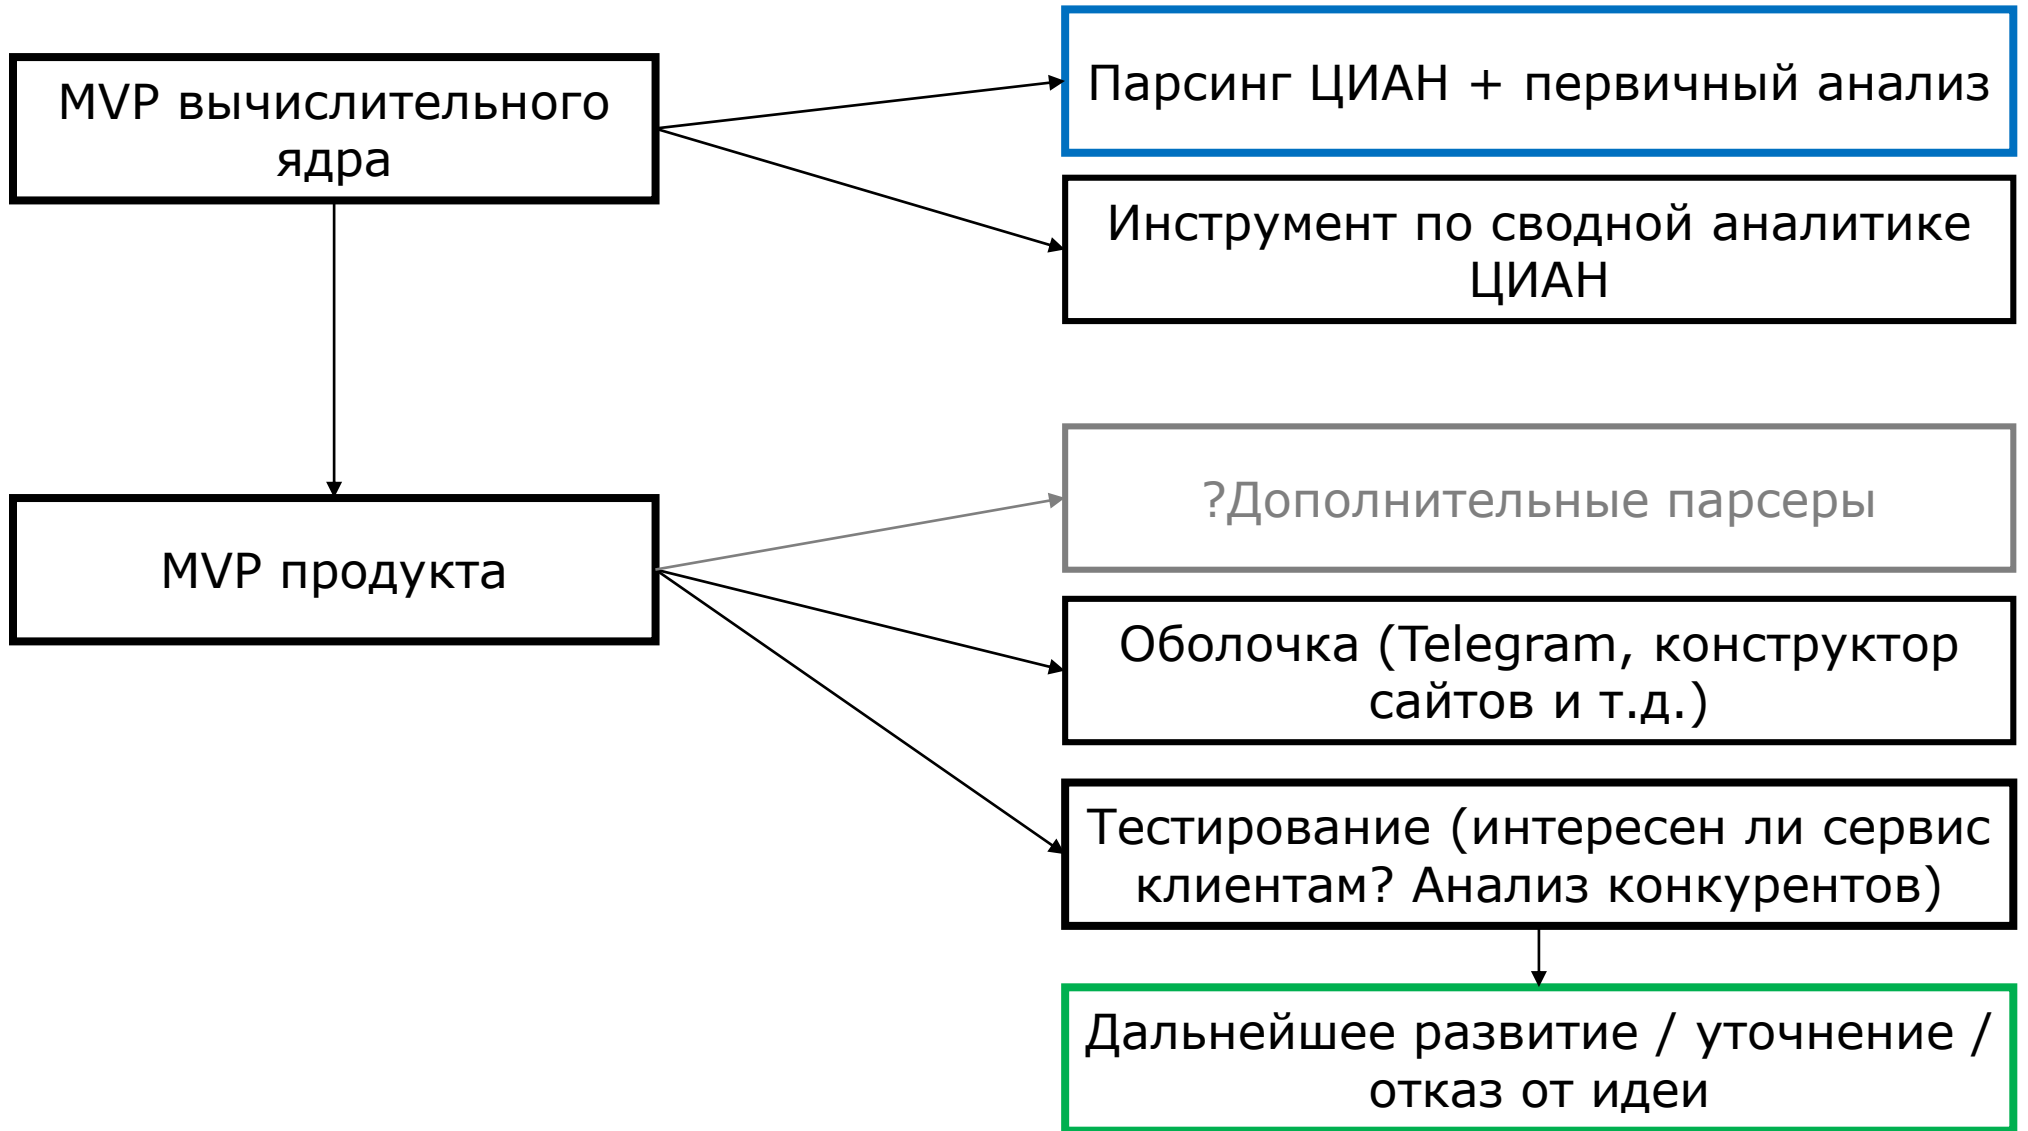 MVP вычислительного
ядра
Парсинг ЦИАН + первичный анализ
Инструмент по сводной аналитике
ЦИАН
MVP продукта
?Дополнительные парсеры
Оболочка (Telegram, конструктор
сайтов и т.д.)
Тестирование (интересен ли сервис
клиентам? Анализ конкурентов)
Дальнейшее развитие / уточнение /
отказ от идеи